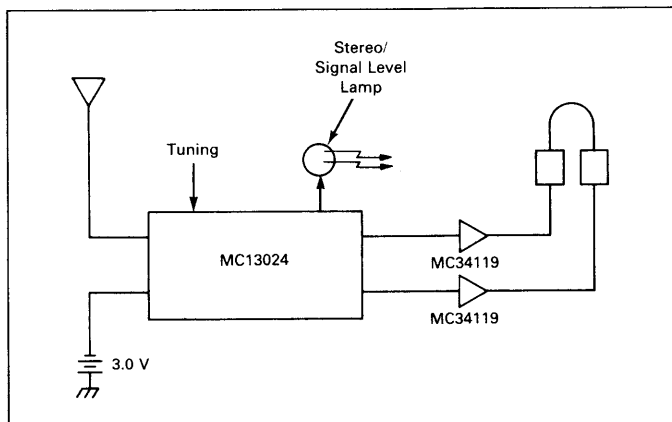 Stereo/
Signal Level
Lamp
Tuning
MC13024
MC34119
MC34119
3.0 V